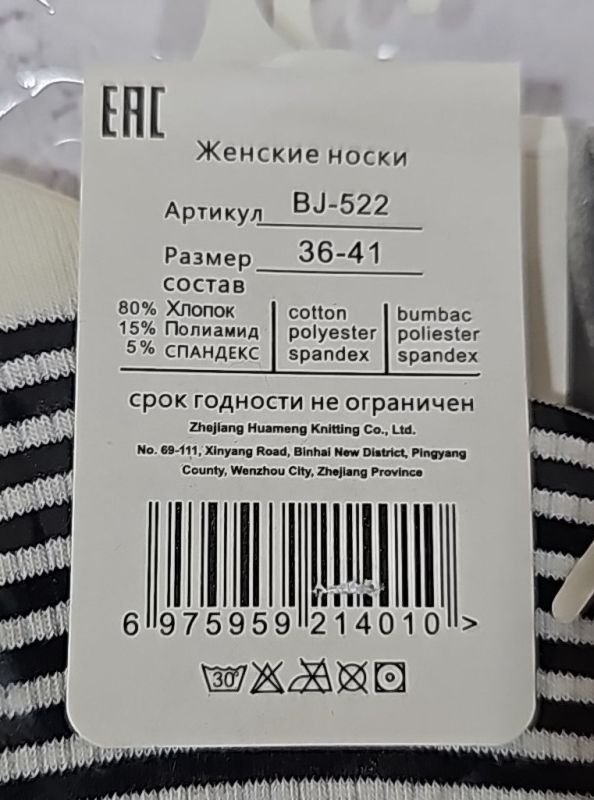 EAC
Женские носки
Артикул BJ-522
Размер 36-41
состав
80% Хлопок cotton bumbac
15% Полиамид polyester poliester
5% СПАНДЕКС spandex spandex
срок годности не ограничен
Zhejiang Huameng Knitting Co., Ltd.
No. 69-111, Xinyang Road, Binhai New District, Pingyang
County, Wenzhou City, Zhejiang Province
6 975959 214010 >
30°